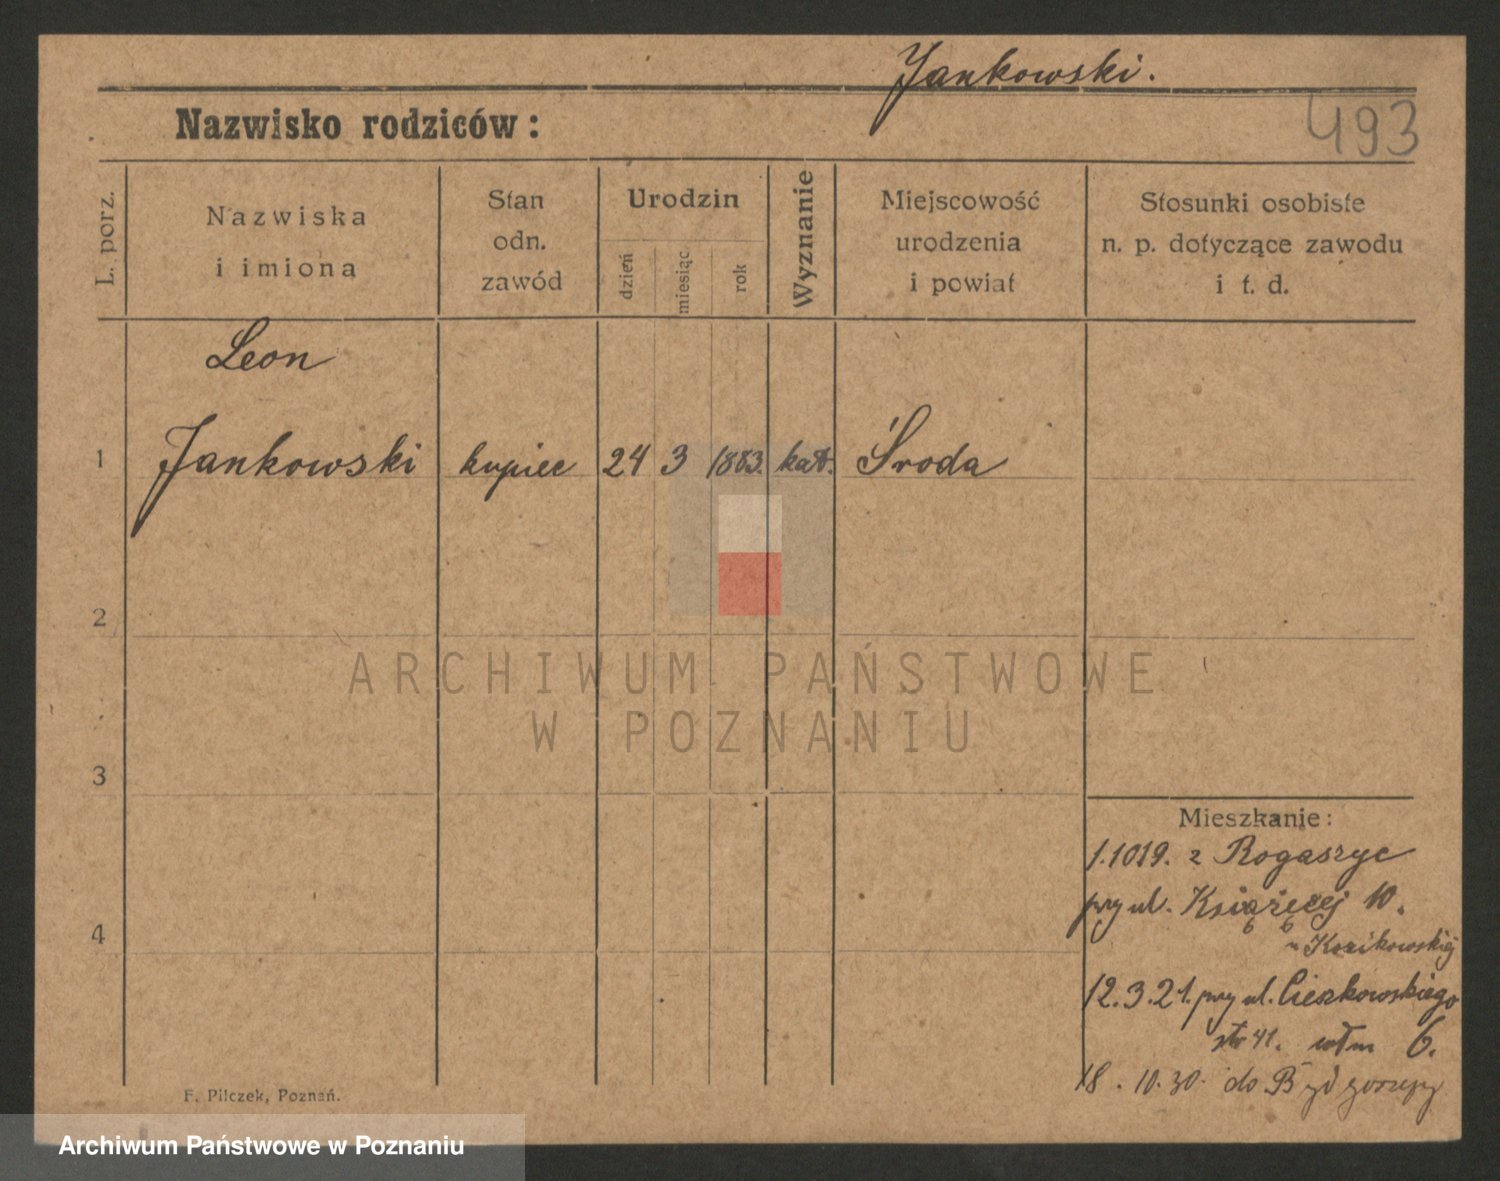 Jankowski.
Nazwisko rodziców:
493
L. porz.
Nazwiska
i imiona
Stan
odn.
zawód
Urodzin
dzień
miesiąc
rok
Wyznanie
Miejscowość
urodzenia
i powiat
Stosunki osobiste
n. p. dotyczące zawodu
i t. d.
Leon
1 Jankowski kupiec 24 3 1883. kat. Środa
2
ARCHIWUM PAŃSTWOWE
W POZNANIU
3
Mieszkanie:
1.10 19. z Rogaszyc
przy ul. Książęcej 10.
4
12.3.21. przy ul. Cieszkowskiego
6.
18.10.30. do Bydgoszczy
F. Pilczek, Poznań.
Archiwum Państwowe w Poznaniu